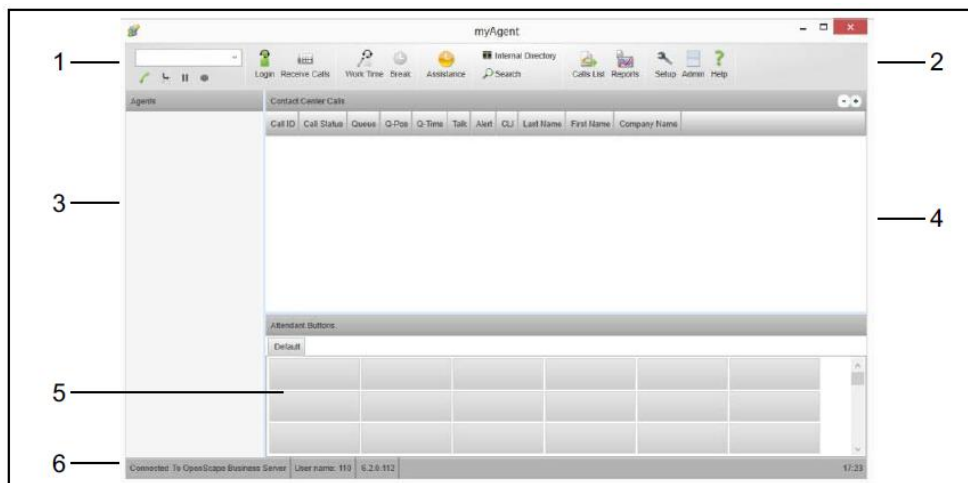 myAgent
1
2
Internal Directory
Login Receive Calls Work Time Break Assistance Search Calls List Reports Setup Admin Help
Agents Contact Center Calls
Call ID Call Status Queue Q-Pos Q-Time Talk Alert CLI Last Name First Name Company Name
3
4
Attendant Buttons
Default
5
6
Connected To OpenScape Business Server User name: 110 6.2.0.112 17:23